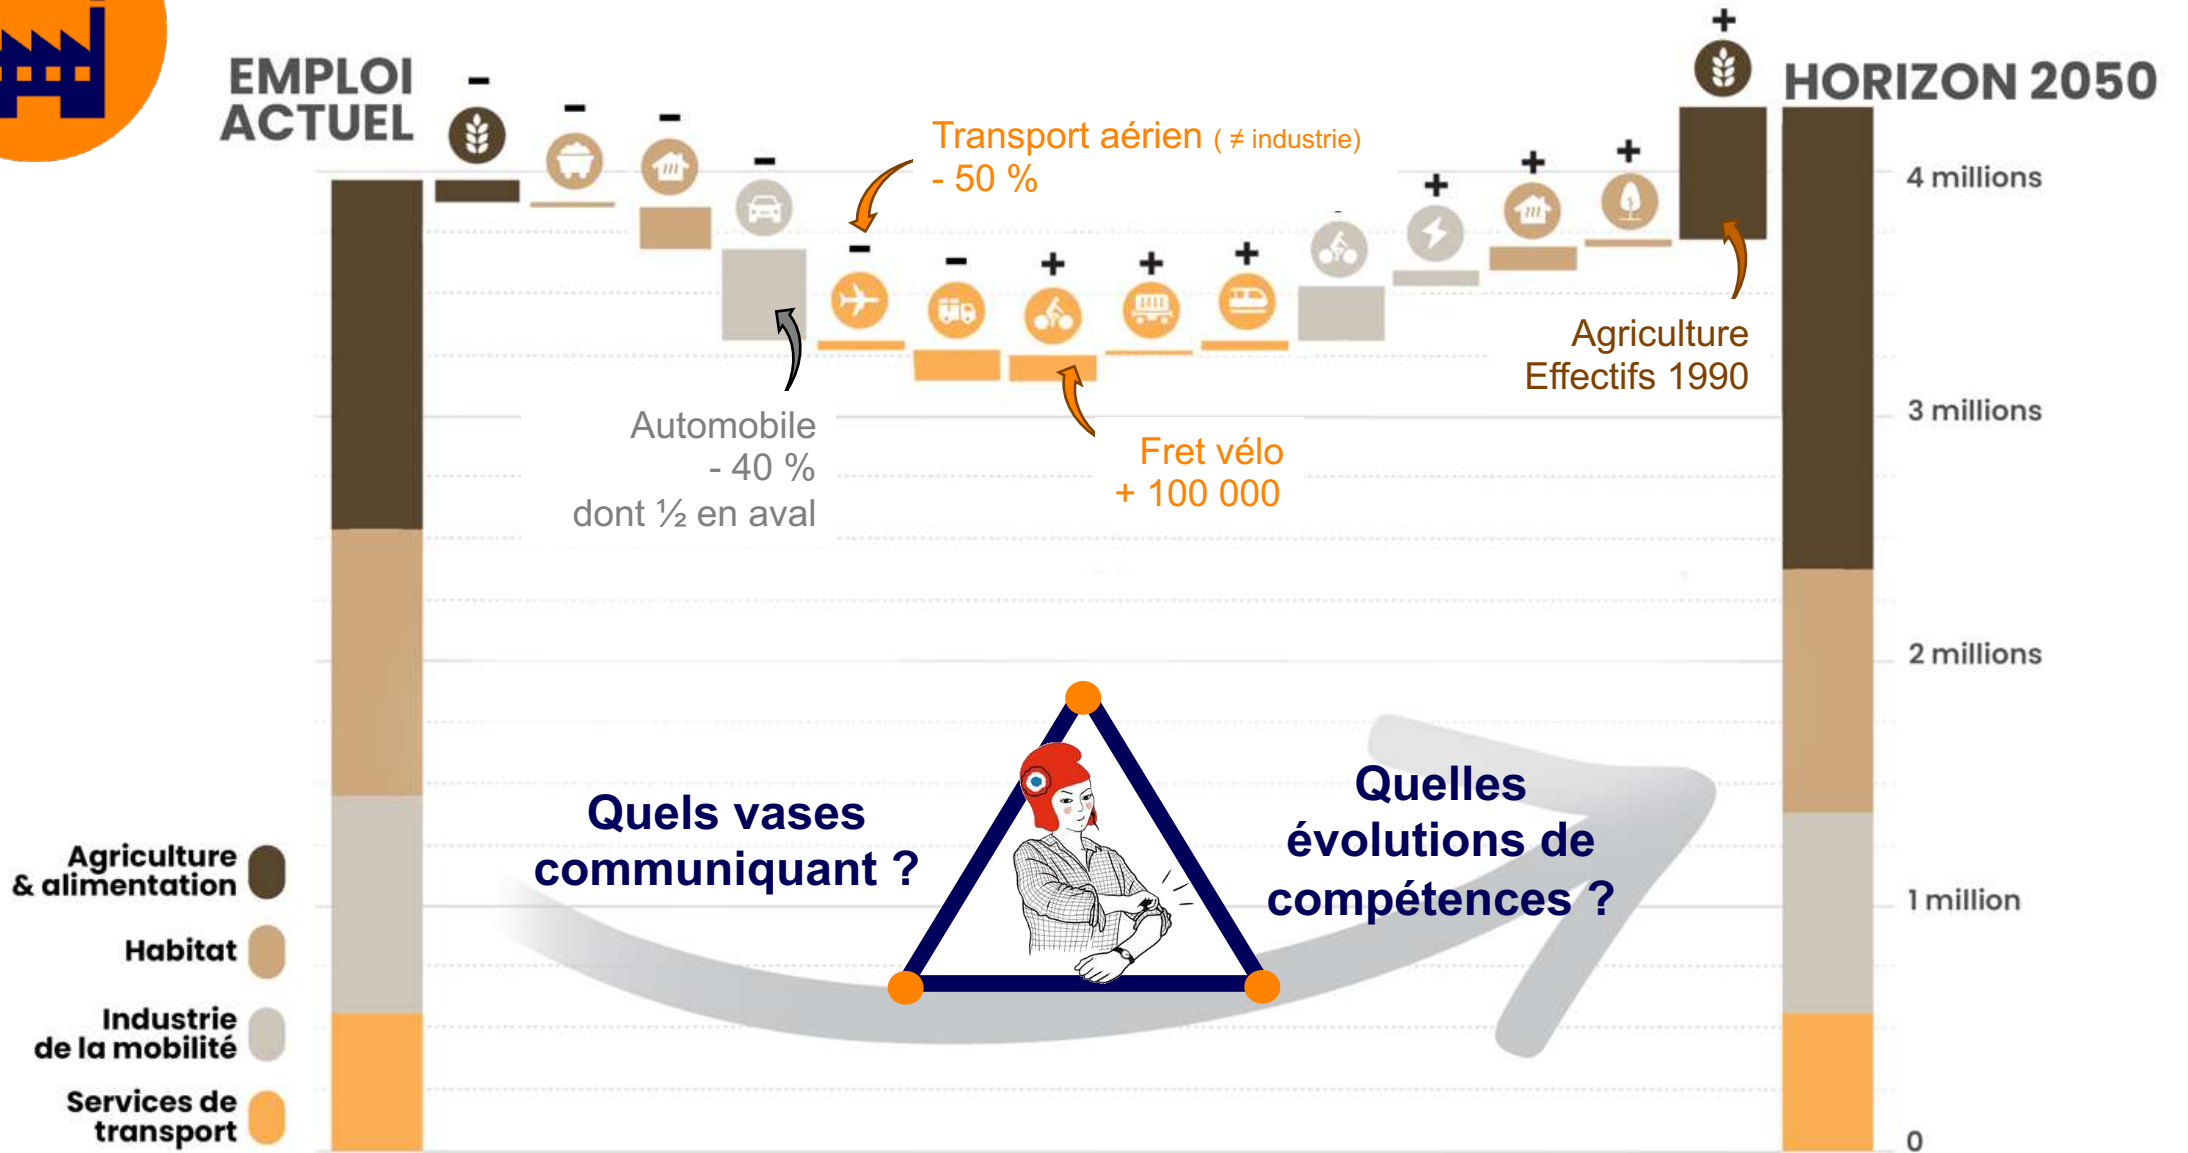 EMPLOI
ACTUEL
HORIZON 2050
Transport aérien ( ≠ industrie)
- 50 %
4 millions
Agriculture
Effectifs 1990
3 millions
Automobile
- 40 %
dont ½ en aval
Fret vélo
+ 100 000
2 millions
Quels vases
communiquant ?
Quelles
évolutions de
compétences ?
1 million
Agriculture
& alimentation
Habitat
Industrie
de la mobilité
Services de
transport
0